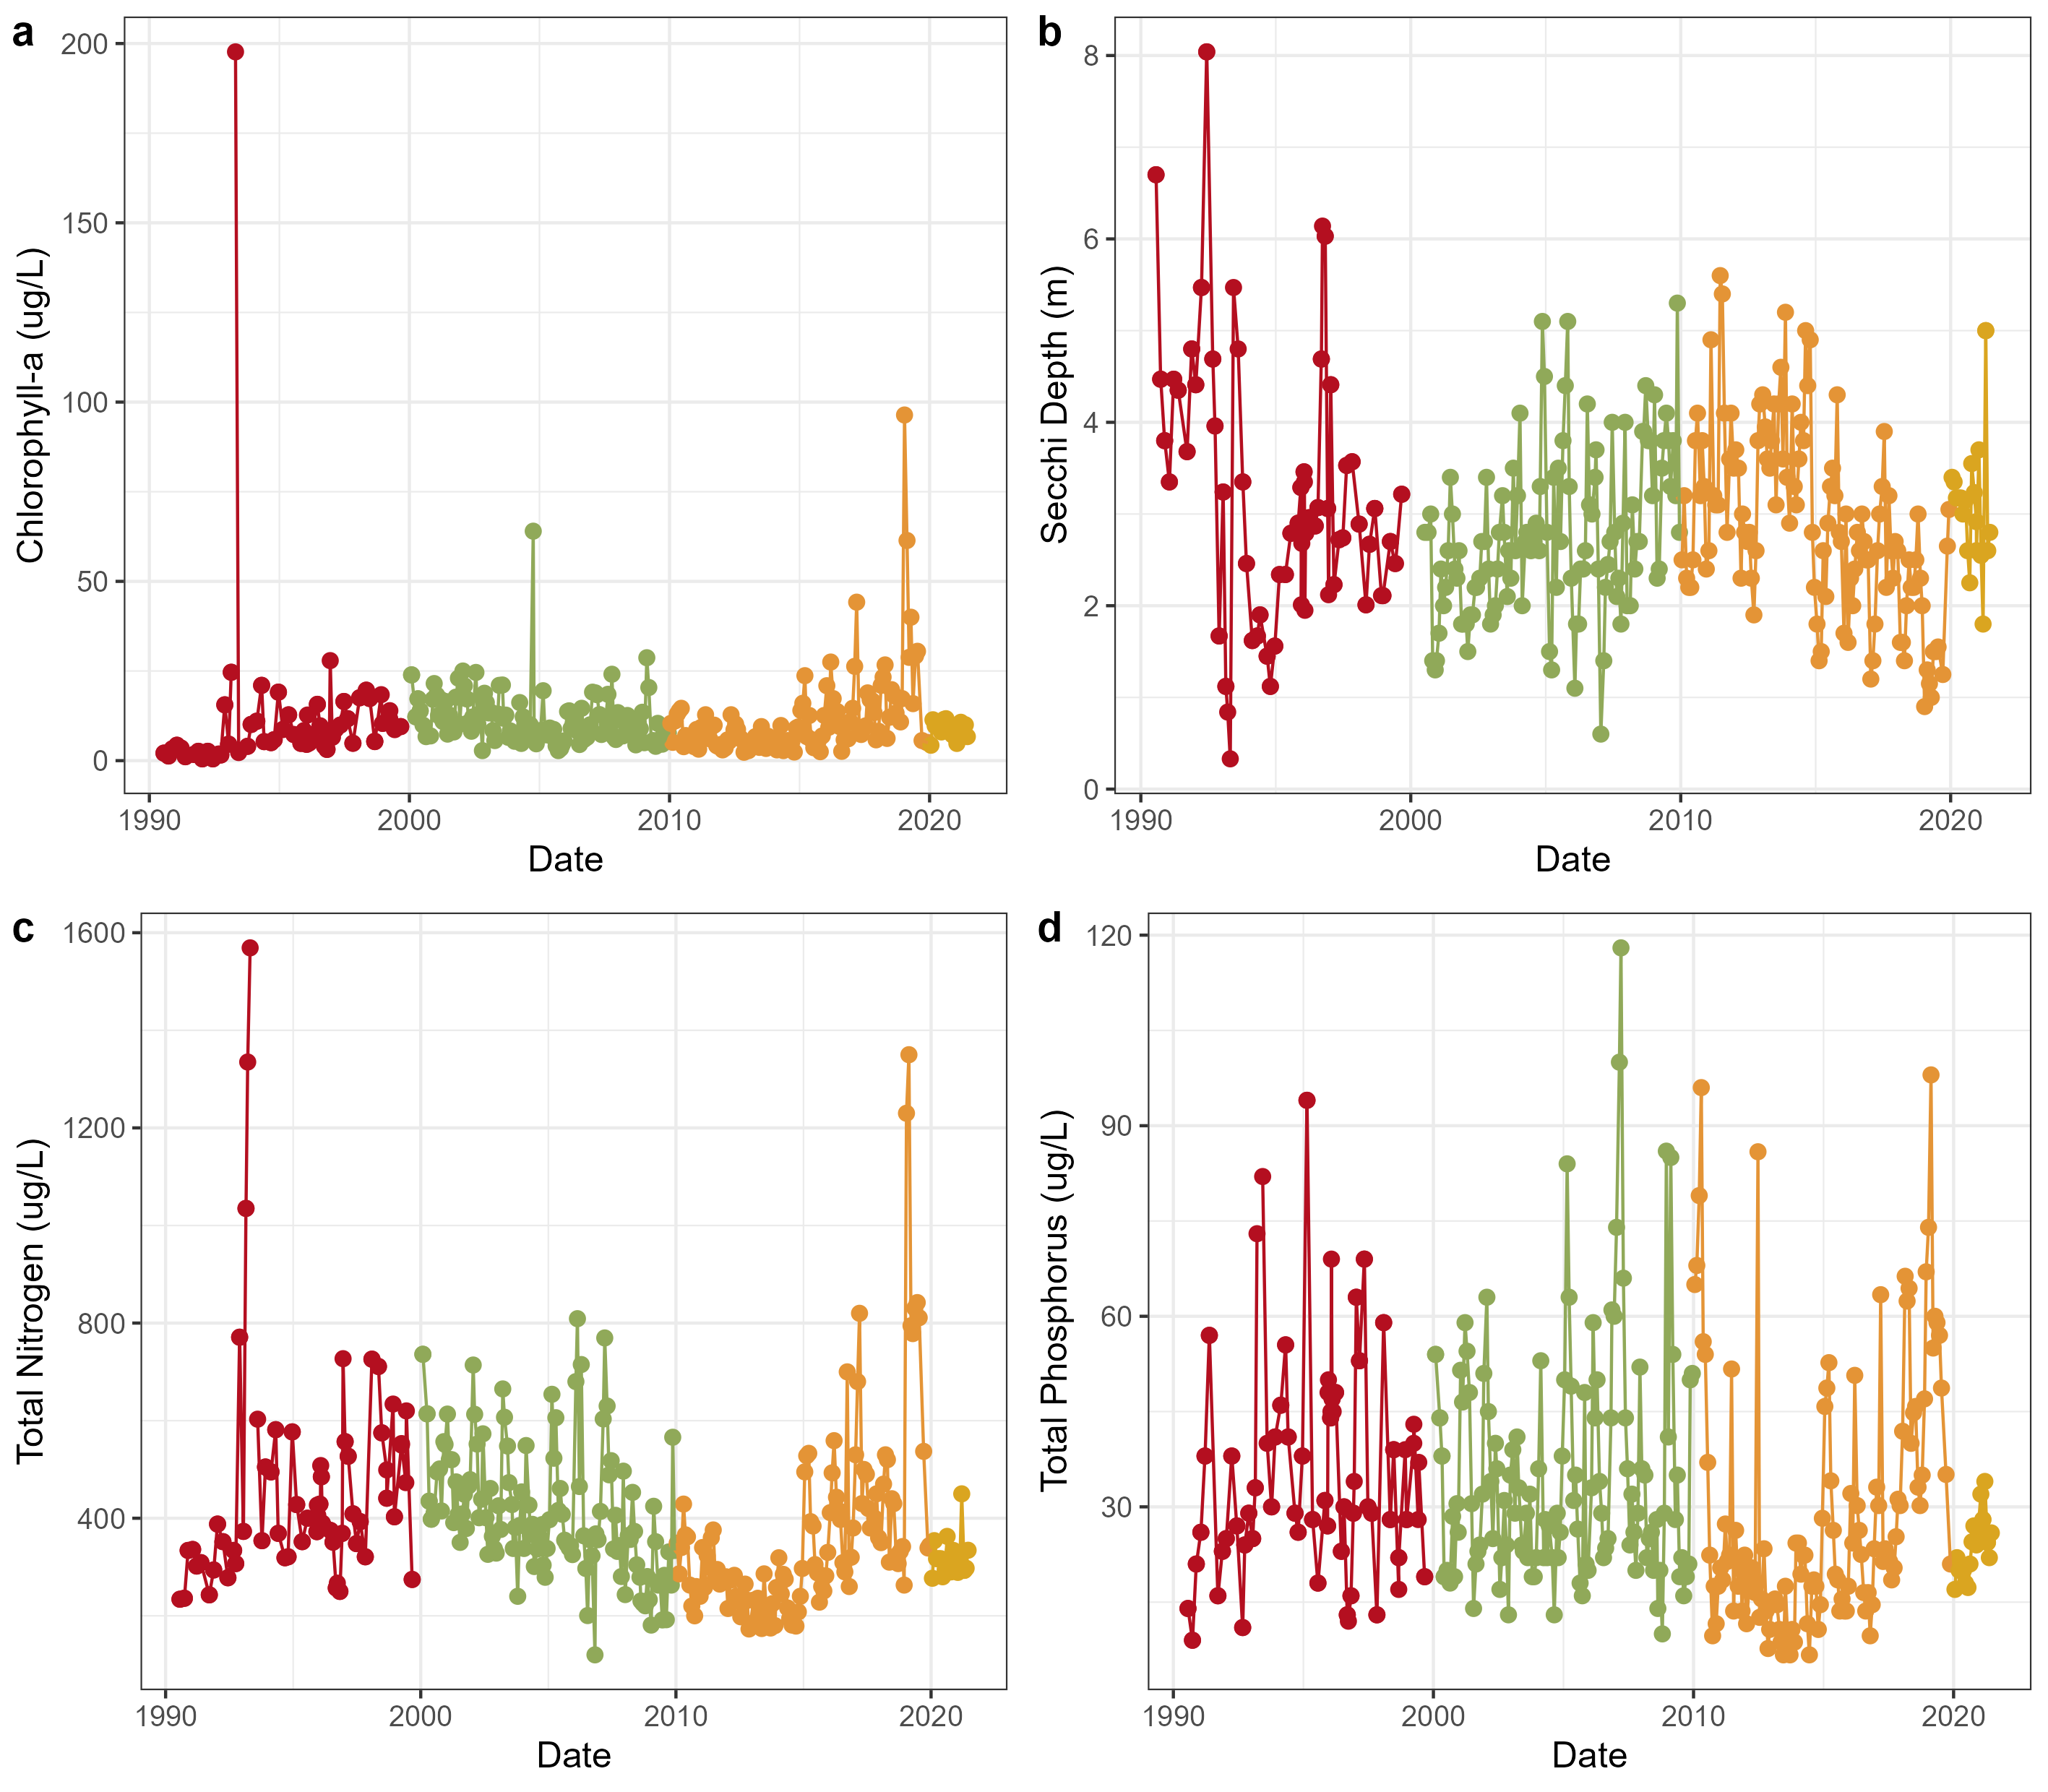 a
Chlorophyll-a (ug/L)
200
150
100
50
0
1990 2000 2010 2020
Date
b
Secchi Depth (m)
8
6
4
2
0
1990 2000 2010 2020
Date
c
Total Nitrogen (ug/L)
1600
1200
800
400
1990 2000 2010 2020
Date
d
Total Phosphorus (ug/L)
120
90
60
30
1990 2000 2010 2020
Date